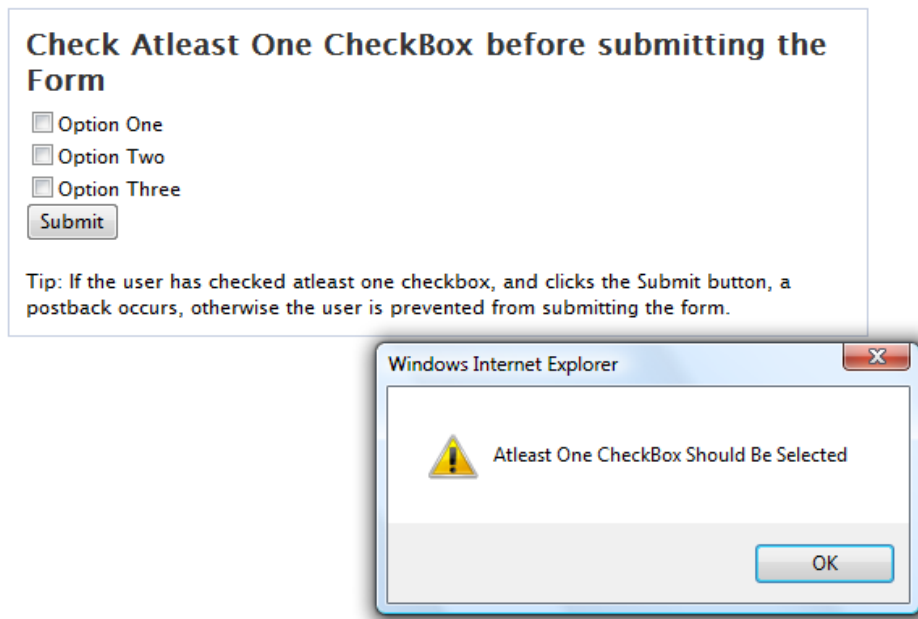 Check Atleast One CheckBox before submitting the
Form
Option One
Option Two
Option Three
Submit
Tip: If the user has checked atleast one checkbox, and clicks the Submit button, a
postback occurs, otherwise the user is prevented from submitting the form.
Windows Internet Explorer
Atleast One CheckBox Should Be Selected
OK